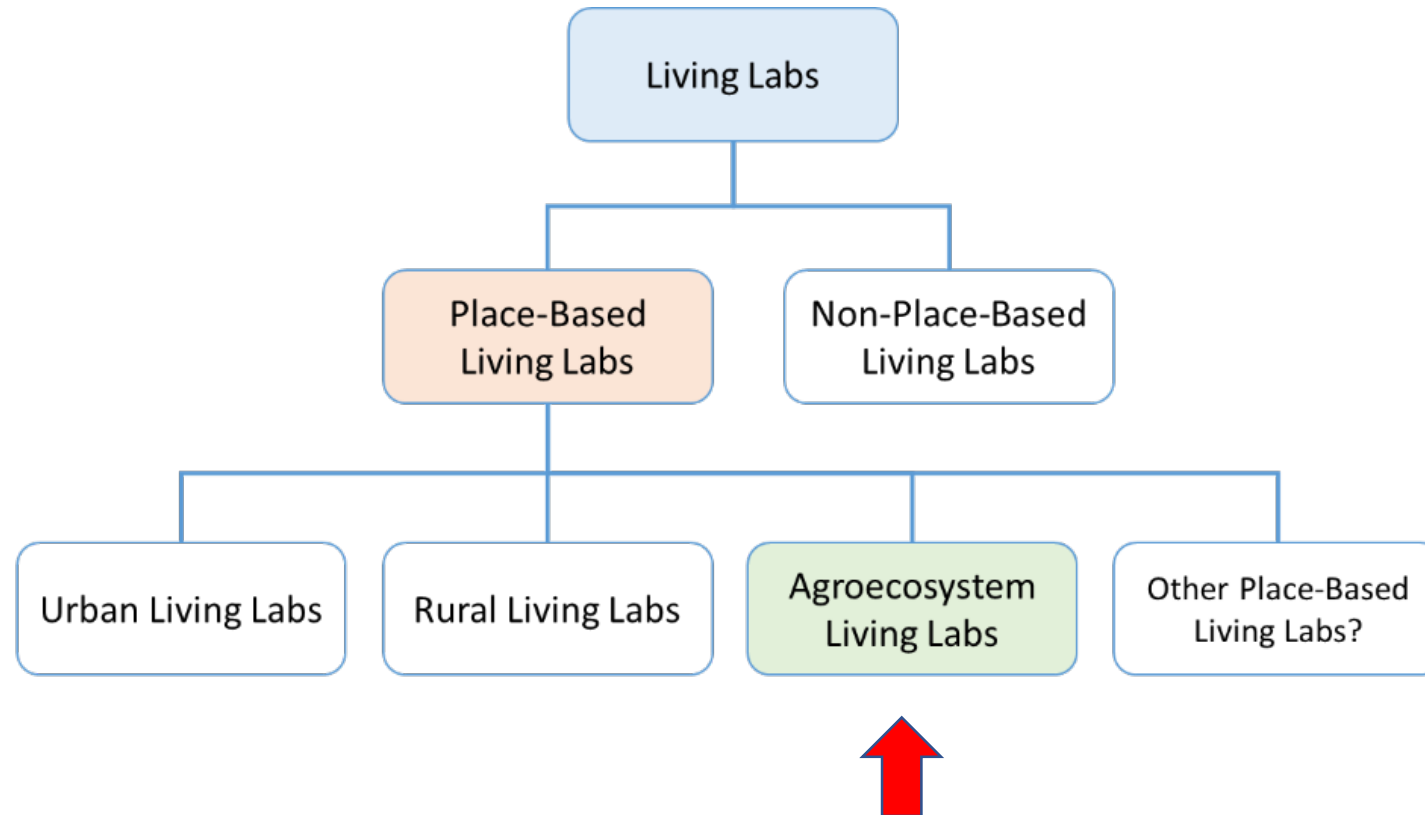 Living Labs
Place-Based
Living Labs
Non-Place-Based
Living Labs
Urban Living Labs
Rural Living Labs
Agroecosystem
Living Labs
Other Place-Based
Living Labs?